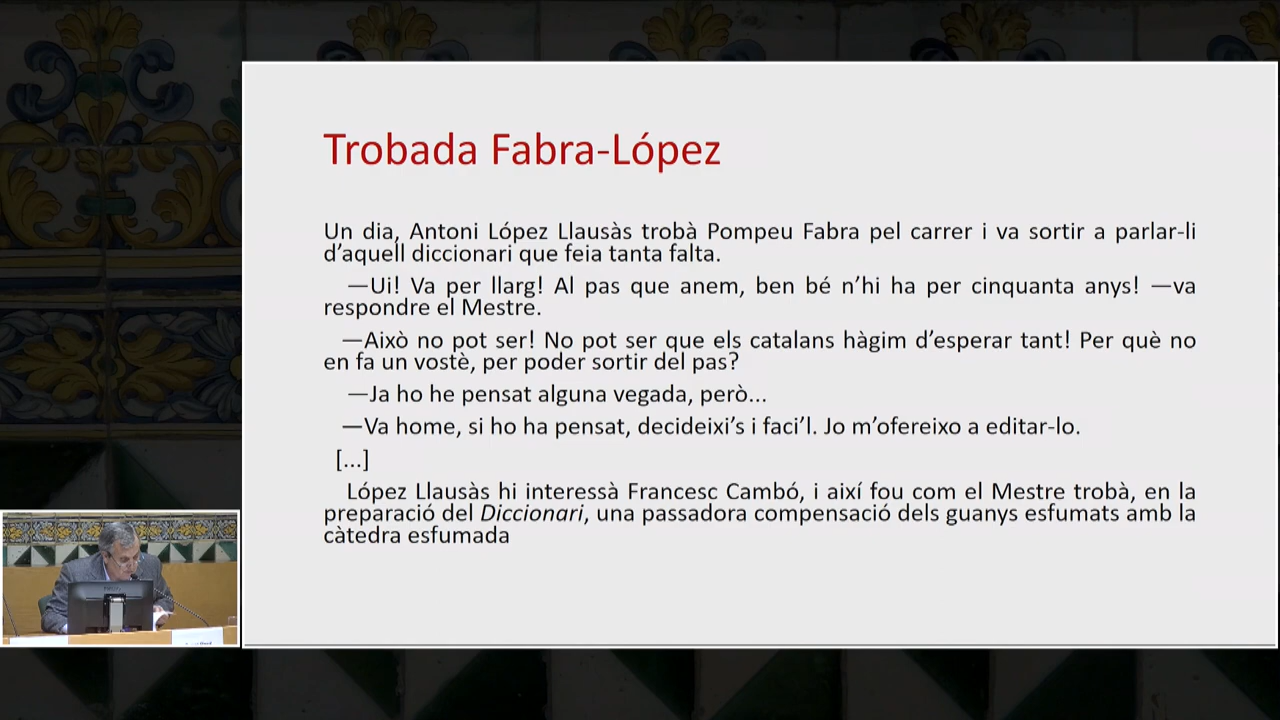 Trobada Fabra-López
Un dia, Antoni López Llausàs trobà Pompeu Fabra pel carrer i va sortir a parlar-li
d’aquell diccionari que feia tanta falta.
—Ui! Va per llarg! Al pas que anem, ben bé n’hi ha per cinquanta anys! —va
respondre el Mestre.
—Això no pot ser! No pot ser que els catalans hàgim d’esperar tant! Per què no
en fa un vostè, per poder sortir del pas?
—Ja ho he pensat alguna vegada, però...
—Va home, si ho ha pensat, decideixi’s i faci’l. Jo m’ofereixo a editar-lo.
[...]
López Llausàs hi interessà Francesc Cambó, i així fou com el Mestre trobà, en la
preparació del Diccionari, una passadora compensació dels guanys esfumats amb la
càtedra esfumada